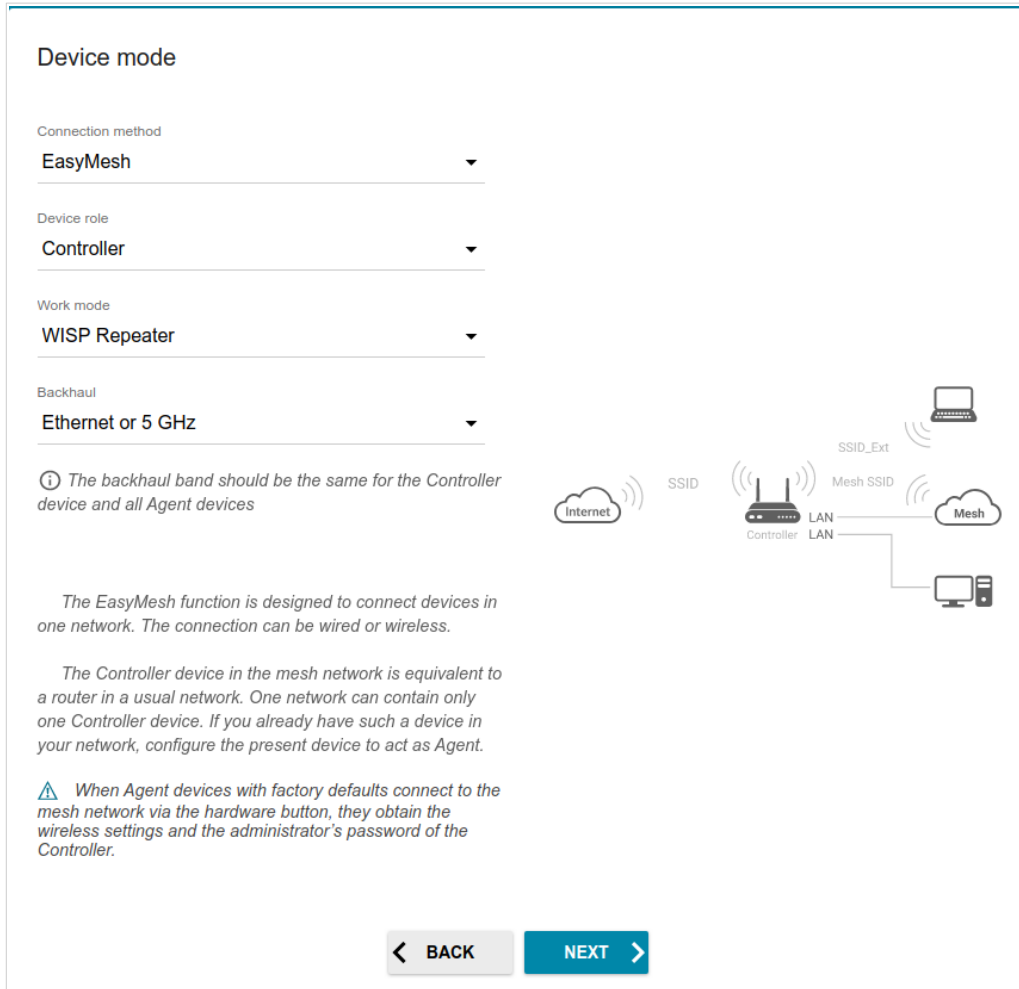 Device mode
Connection method
EasyMesh
Device role
Controller
Work mode
WISP Repeater
Backhaul
Ethernet or 5 GHz
The backhaul band should be the same for the Controller
device and all Agent devices
The EasyMesh function is designed to connect devices in
one network. The connection can be wired or wireless.
The Controller device in the mesh network is equivalent to
a router in a usual network. One network can contain only
one Controller device. If you already have such a device in
your network, configure the present device to act as Agent.
When Agent devices with factory defaults connect to the
mesh network via the hardware button, they obtain the
wireless settings and the administrator's password of the
Controller.
SSID_Ext
SSID
Mesh SSID
Internet
LAN
Mesh
Controller
LAN
BACK
NEXT